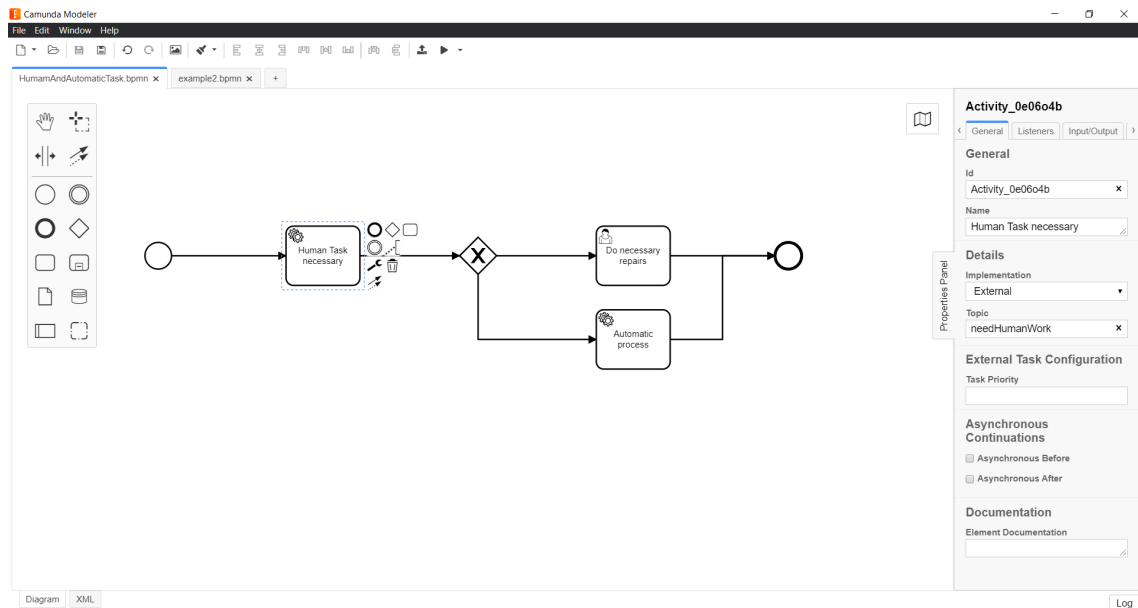 Camunda Modeler
File Edit Window Help
HumamAndAutomaticTask.bpmn × example2.bpmn × +
Human Task
necessary
X
Do necessary
repairs
Automatic
process
Properties Panel
Activity_0e06o4b
General Listeners Input/Output
General
Id
Activity_0e06o4b ×
Name
Human Task necessary
Details
Implementation
External
Topic
needHumanWork ×
External Task Configuration
Task Priority
Asynchronous
Continuations
Asynchronous Before
Asynchronous After
Documentation
Element Documentation
Diagram XML
Log